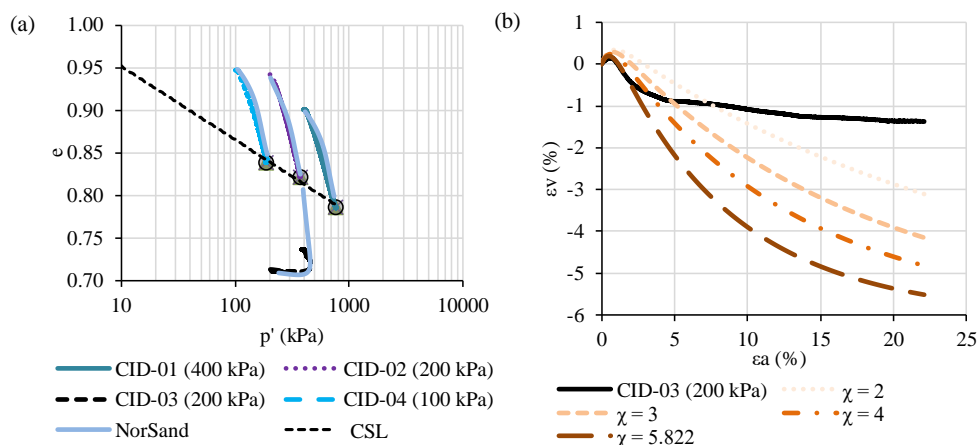 (a)
1.00
0.95
0.90
0.85
0.80
0.75
0.70
e
10
100
1000
10000
p' (kPa)
CID-01 (400 kPa)
CID-02 (200 kPa)
CID-03 (200 kPa)
CID-04 (100 kPa)
NorSand
CSL
(b)
1
0
-1
-2
-3
-4
-5
-6
εv (%)
0
5
10
15
20
25
εa (%)
CID-03 (200 kPa)
χ = 2
χ = 3
χ = 4
χ = 5.822